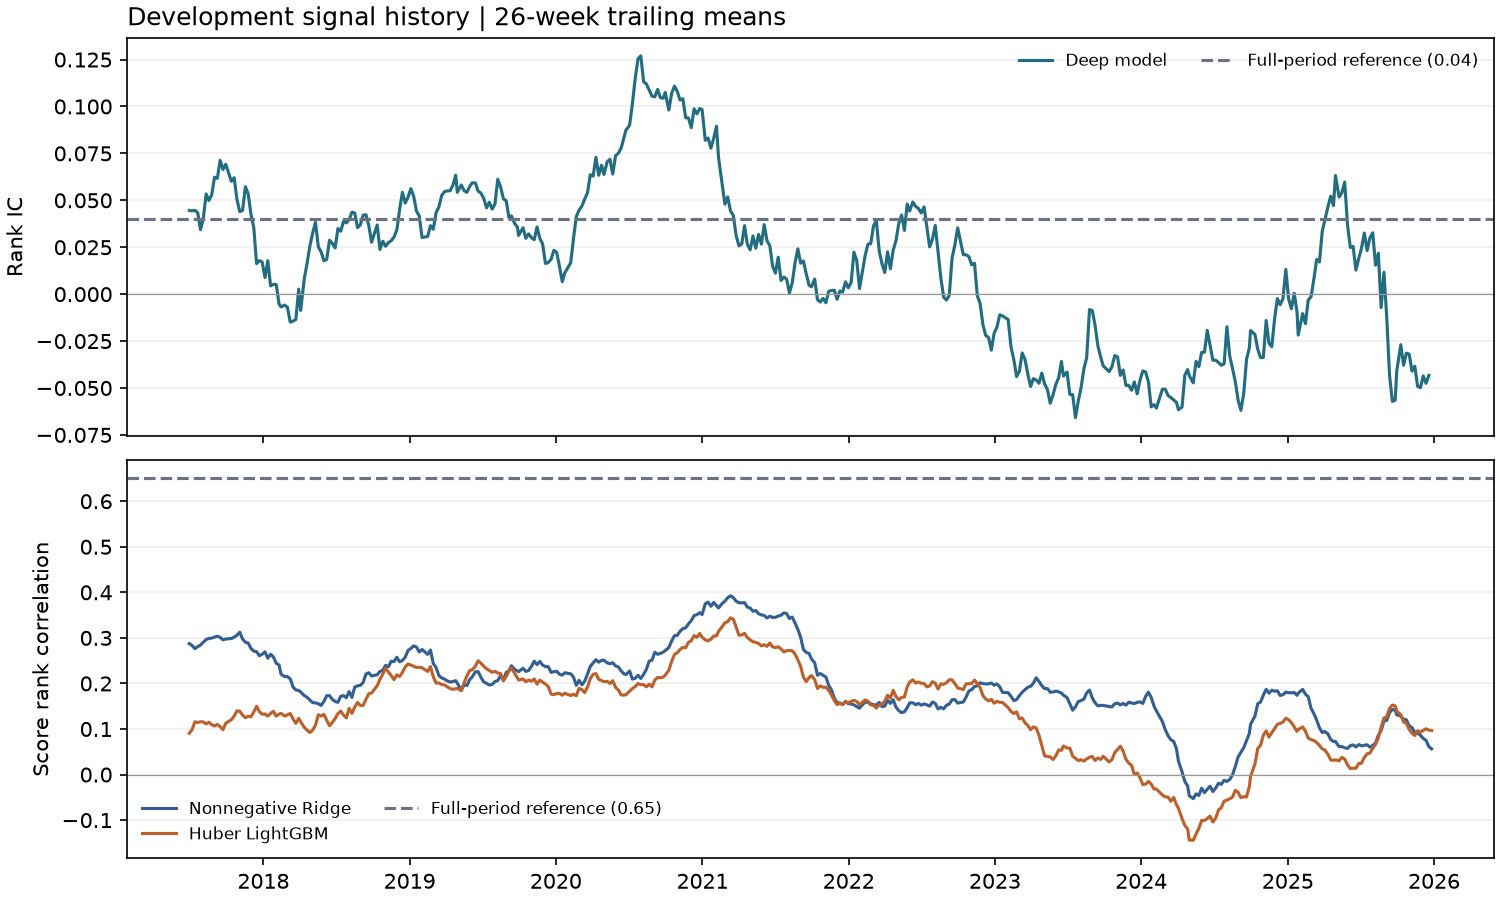 Development signal history | 26-week trailing means
Rank IC
0.125
0.100
0.075
0.050
0.025
0.000
−0.025
−0.050
−0.075
Deep model
Full-period reference (0.04)
Score rank correlation
0.6
0.5
0.4
0.3
0.2
0.1
0.0
−0.1
Nonnegative Ridge
Full-period reference (0.65)
Huber LightGBM
2018 2019 2020 2021 2022 2023 2024 2025 2026